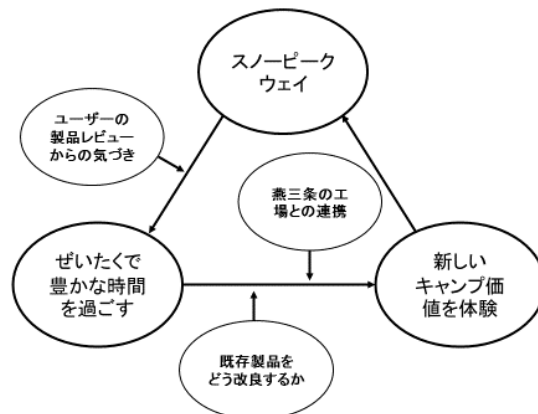 スノーピーク
ウェイ
ユーザーの
製品レビュー
からの気づき
燕三条の工
場との連携
ぜいたくで
豊かな時間
を過ごす
新しい
キャンプ価
値を体験
既存製品を
どう改良するか